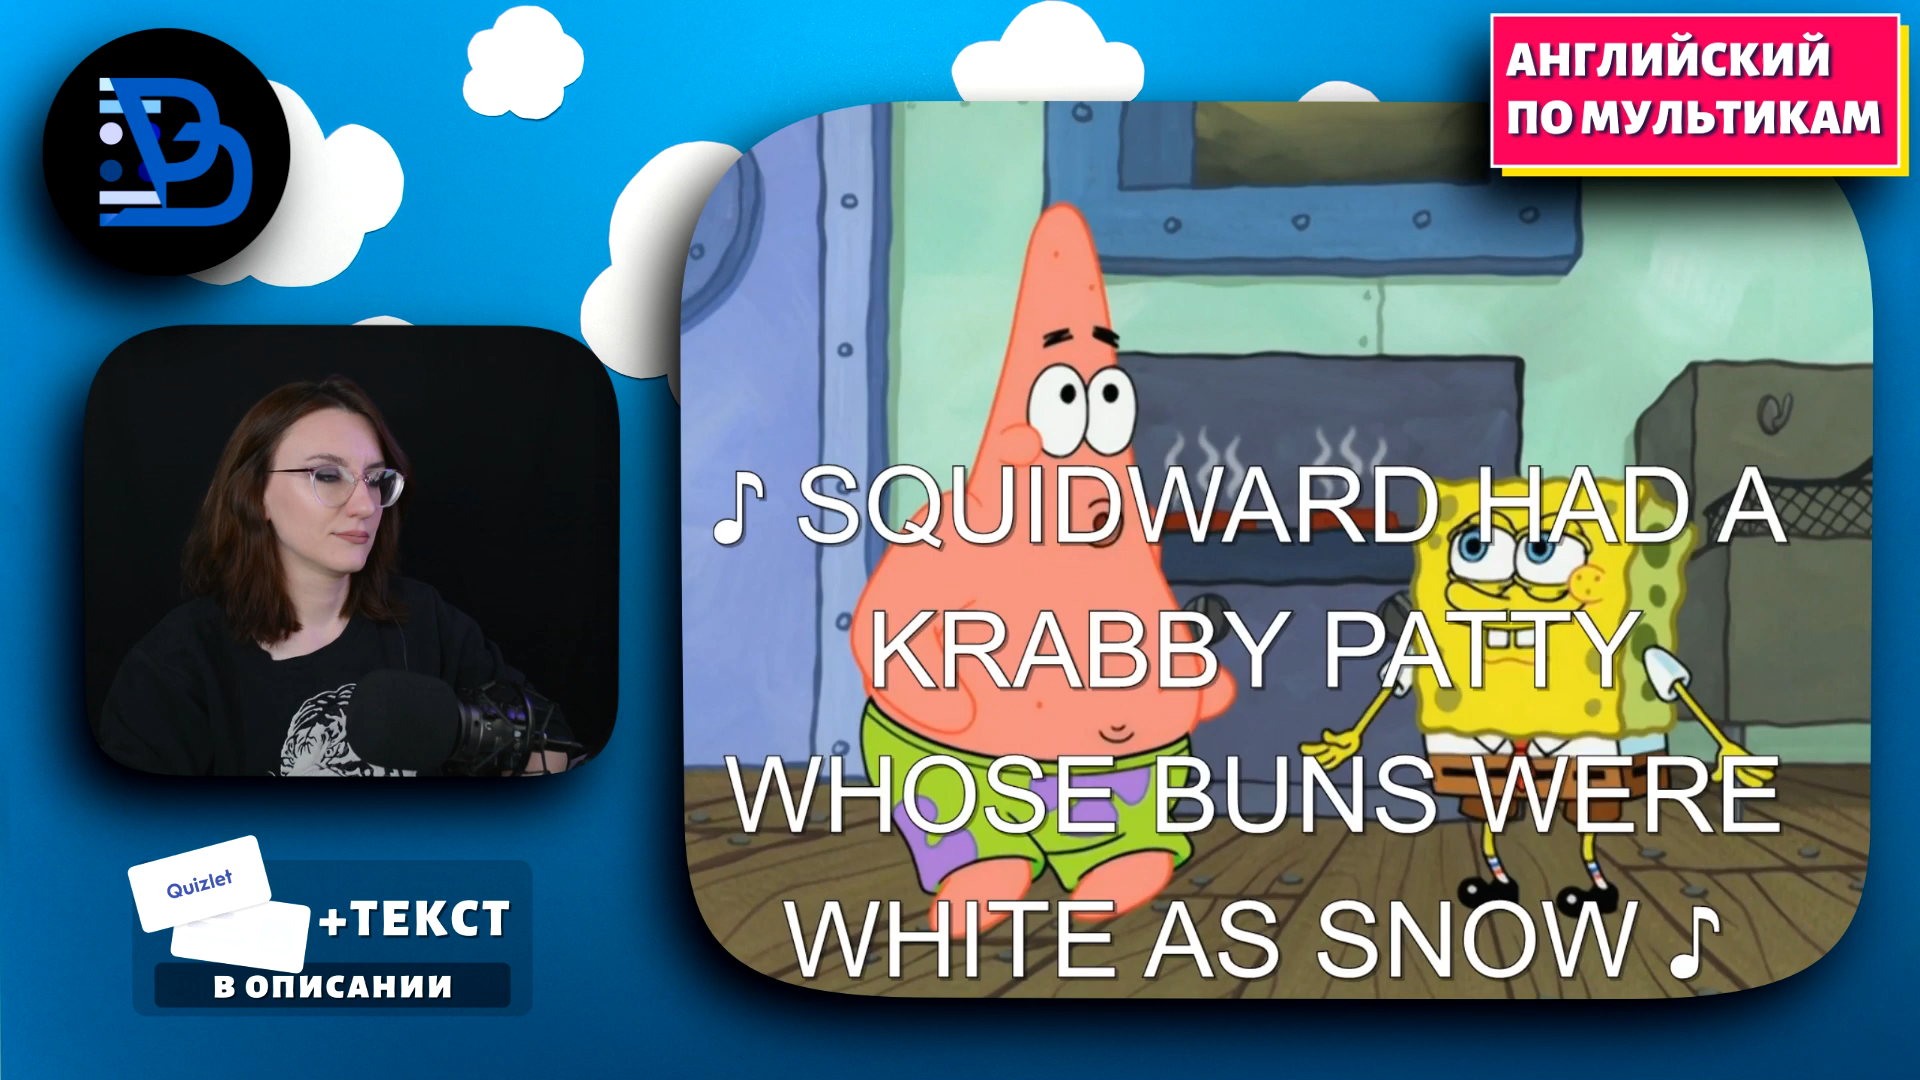 АНГЛИЙСКИЙ
ПО МУЛЬТИКАМ
♪ SQUIDWARD HAD A
KRABBY PATTY
WHOSE BUNS WERE
WHITE AS SNOW ♪
Quizlet
+ТЕКСТ
В ОПИСАНИИ